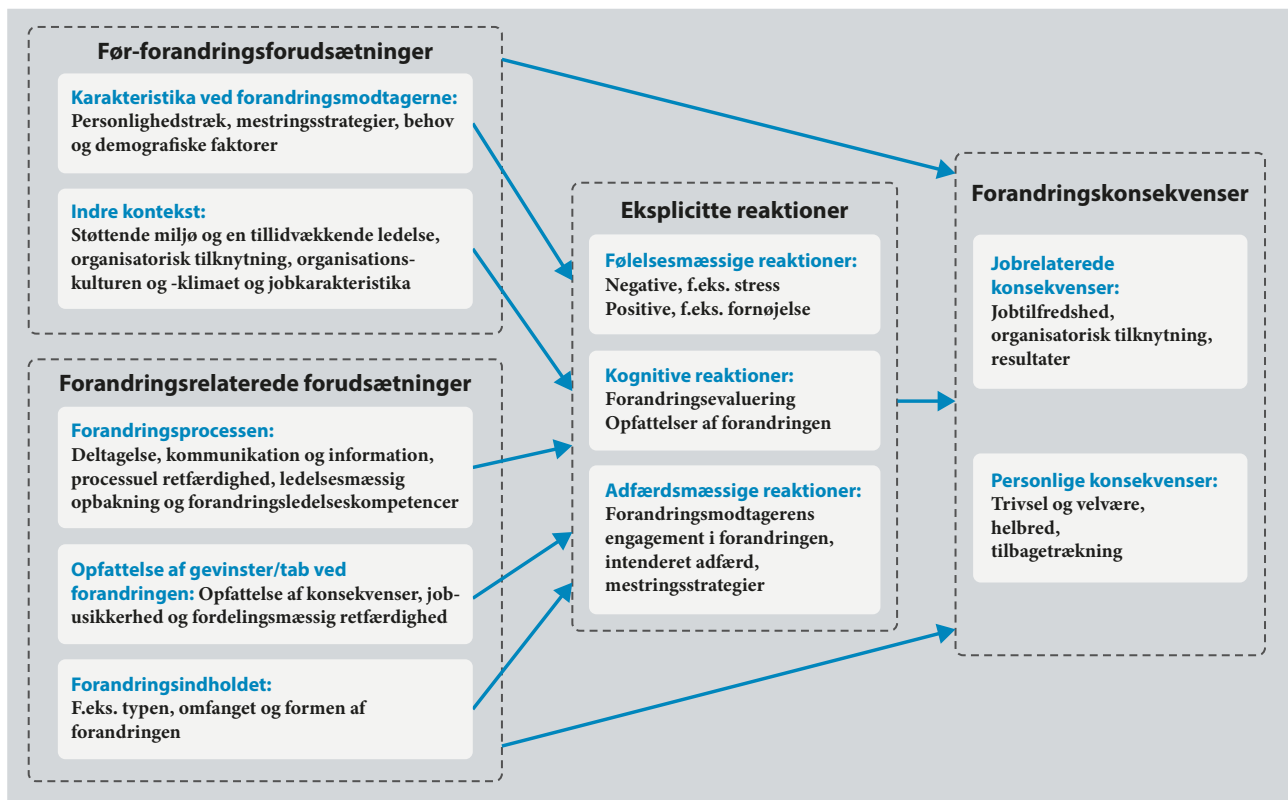 Før-forandringsforudsætninger
Karakteristika ved forandringsmodtagerne:
Personlighedstræk, mestringsstrategier, behov
og demografiske faktorer
Indre kontekst:
Støttende miljø og en tillidvækkende ledelse,
organisatorisk tilknytning, organisations-
kulturen og -klimaet og jobkarakteristika
Forandringsrelaterede forudsætninger
Forandringsprocessen:
Deltagelse, kommunikation og information,
processuel retfærdighed, ledelsesmæssig
opbakning og forandringsledelseskompetencer
Opfattelse af gevinster/tab ved
forandringen: Opfattelse af konsekvenser, job-
usikkerhed og fordelingsmæssig retfærdighed
Forandringsindholdet:
F.eks. typen, omfanget og formen af
forandringen
Eksplicitte reaktioner
Følelsesmæssige reaktioner:
Negative, f.eks. stress
Positive, f.eks. fornøjelse
Kognitive reaktioner:
Forandringsevaluering
Opfattelser af forandringen
Adfærdsmæssige reaktioner:
Forandringsmodtagerens
engagement i forandringen,
intenderet adfærd,
mestringsstrategier
Forandringskonsekvenser
Jobrelaterede
konsekvenser:
Jobtilfredshed,
organisatorisk tilknytning,
resultater
Personlige konsekvenser:
Trivsel og velvære,
helbred,
tilbagetrækning